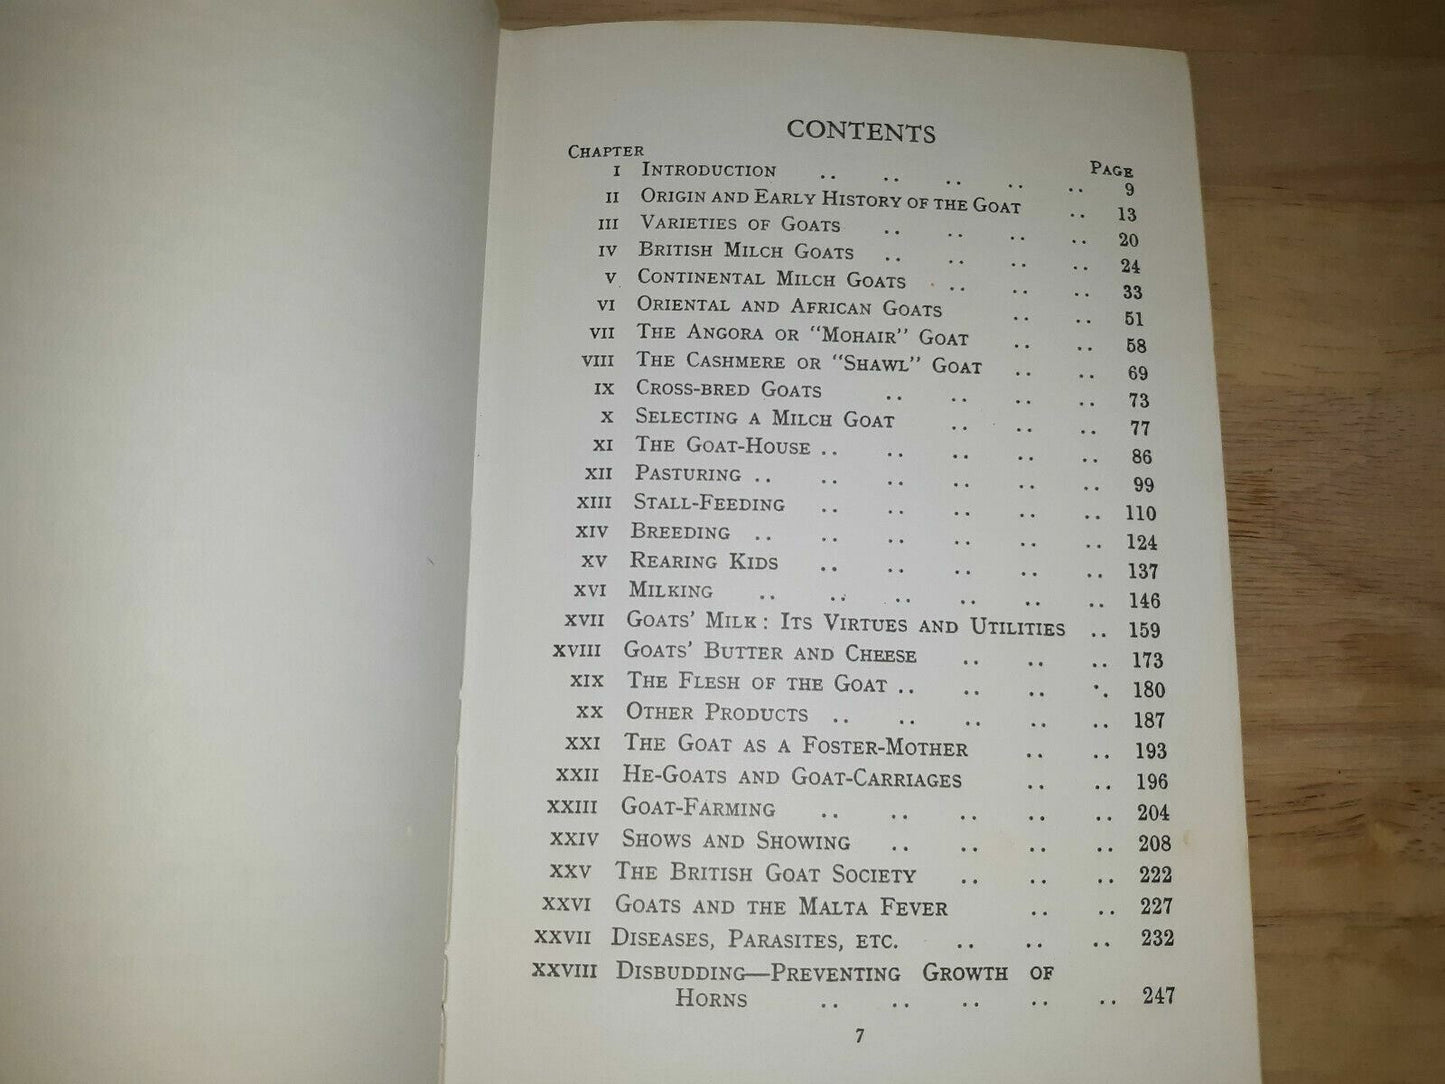 CONTENTS
CHAPTER PAGE
I INTRODUCTION .. .. .. .. .. 9
II ORIGIN AND EARLY HISTORY OF THE GOAT .. 13
III VARIETIES OF GOATS .. .. .. .. 20
IV BRITISH MILCH GOATS .. .. .. .. 24
V CONTINENTAL MILCH GOATS .. .. .. 33
VI ORIENTAL AND AFRICAN GOATS .. .. 51
VII THE ANGORA OR "MOHAIR" GOAT .. .. 58
VIII THE CASHMERE OR "SHAWL" GOAT .. .. 69
IX CROSS-BRED GOATS .. .. .. .. 73
X SELECTING A MILCH GOAT .. .. .. 77
XI THE GOAT-HOUSE .. .. .. .. .. 86
XII PASTURING .. .. .. .. .. .. 99
XIII STALL-FEEDING .. .. .. .. .. 110
XIV BREEDING .. .. .. .. .. .. 124
XV REARING KIDS .. .. .. .. .. 137
XVI MILKING .. .. .. .. .. .. 146
XVII GOATS' MILK: ITS VIRTUES AND UTILITIES .. 159
XVIII GOATS' BUTTER AND CHEESE .. .. .. 173
XIX THE FLESH OF THE GOAT .. .. .. .. 180
XX OTHER PRODUCTS .. .. .. .. .. 187
XXI THE GOAT AS A FOSTER-MOTHER .. .. 193
XXII HE-GOATS AND GOAT-CARRIAGES .. .. 196
XXIII GOAT-FARMING .. .. .. .. .. 204
XXIV SHOWS AND SHOWING .. .. .. .. 208
XXV THE BRITISH GOAT SOCIETY .. .. .. 222
XXVI GOATS AND THE MALTA FEVER .. .. 227
XXVII DISEASES, PARASITES, ETC. .. .. .. 232
XXVIII DISBUDDING—PREVENTING GROWTH OF
HORNS .. .. .. .. .. 247
7